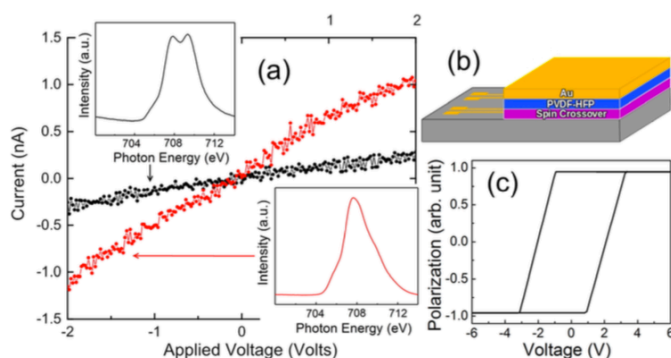 1 2
(a)
(b)
(c)
Current (nA)
1.5
1.0
0.5
0.0
-0.5
-1.0
-1.5
-2 -1 0
Applied Voltage (Volts)
Intensity (a.u.)
704 708 712
Photon Energy (eV)
Intensity (a.u.)
704 708 712
Photon Energy (eV)
Au
PVDF-HFP
Spin Crossover
Polarization (arb. unit)
1.0
0.5
0.0
-0.5
-1.0
-6 -4 -2 0 2 4 6
Voltage (V)